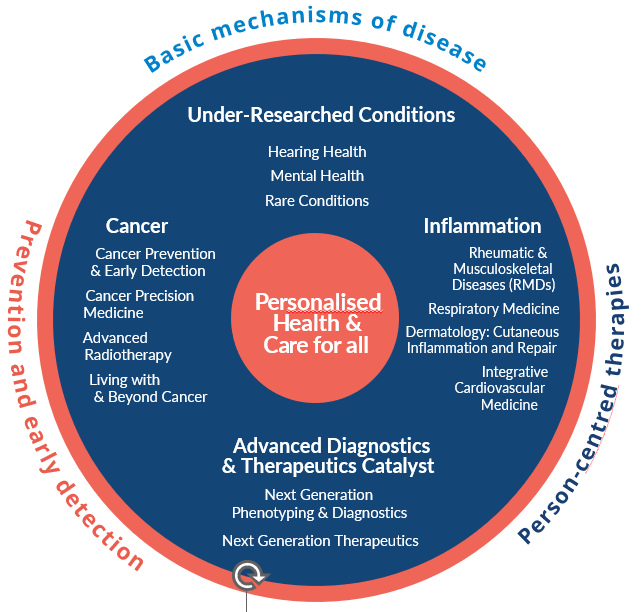 Basic mechanisms of disease
Under-Researched Conditions
Hearing Health
Mental Health
Rare Conditions
Cancer
Cancer Prevention
& Early Detection
Cancer Precision
Medicine
Advanced
Radiotherapy
Living with
& Beyond Cancer
Inflammation
Rheumatic &
Musculoskeletal
Diseases (RMDs)
Respiratory Medicine
Dermatology: Cutaneous
Inflammation and Repair
Integrative
Cardiovascular
Medicine
Personalised
Health &
Care for all
Advanced Diagnostics
& Therapeutics Catalyst
Next Generation
Phenotyping & Diagnostics
Next Generation Therapeutics
Prevention and early detection
Person-centred therapies